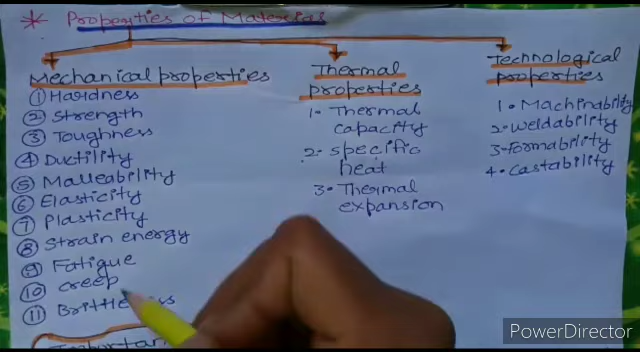 * Properties of Material
Mechanical properties
① Hardness
② Strength
③ Toughness
④ Ductility
⑤ Malleability
⑥ Elasticity
⑦ Plasticity
⑧ Strain energy
⑨ Fatigue
⑩ Creep
⑪
Thermal
properties
1. Thermal
capacity
2. Specific
heat
3. Thermal
expansion
Technological
properties
1. Machinability
2. Weldability
3. Formability
4. Castability
PowerDirector